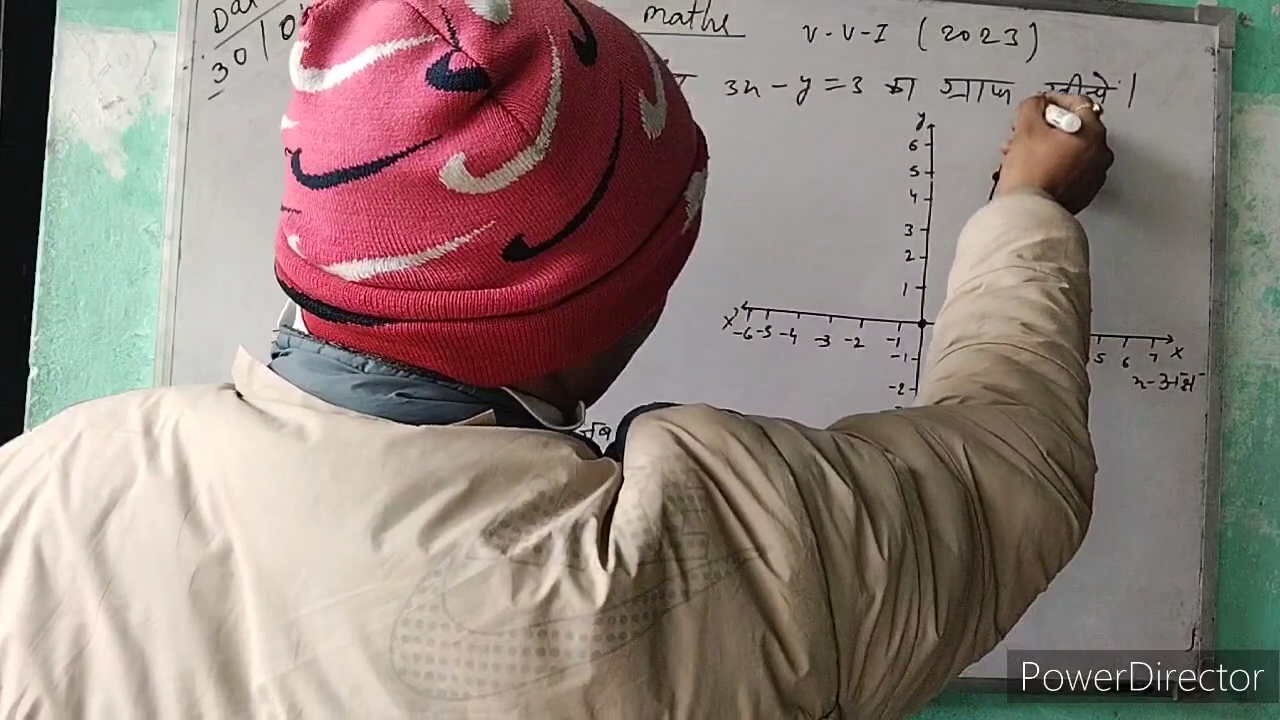 maths V-V-I (2023)
30/0
3x-y=3 का ग्राफ खींचे।
y
6
5
4
3
2
1
X' -6 -5 -4 -3 -2 -1 5 6 7 X
-1
-2
x-अक्ष
PowerDirector